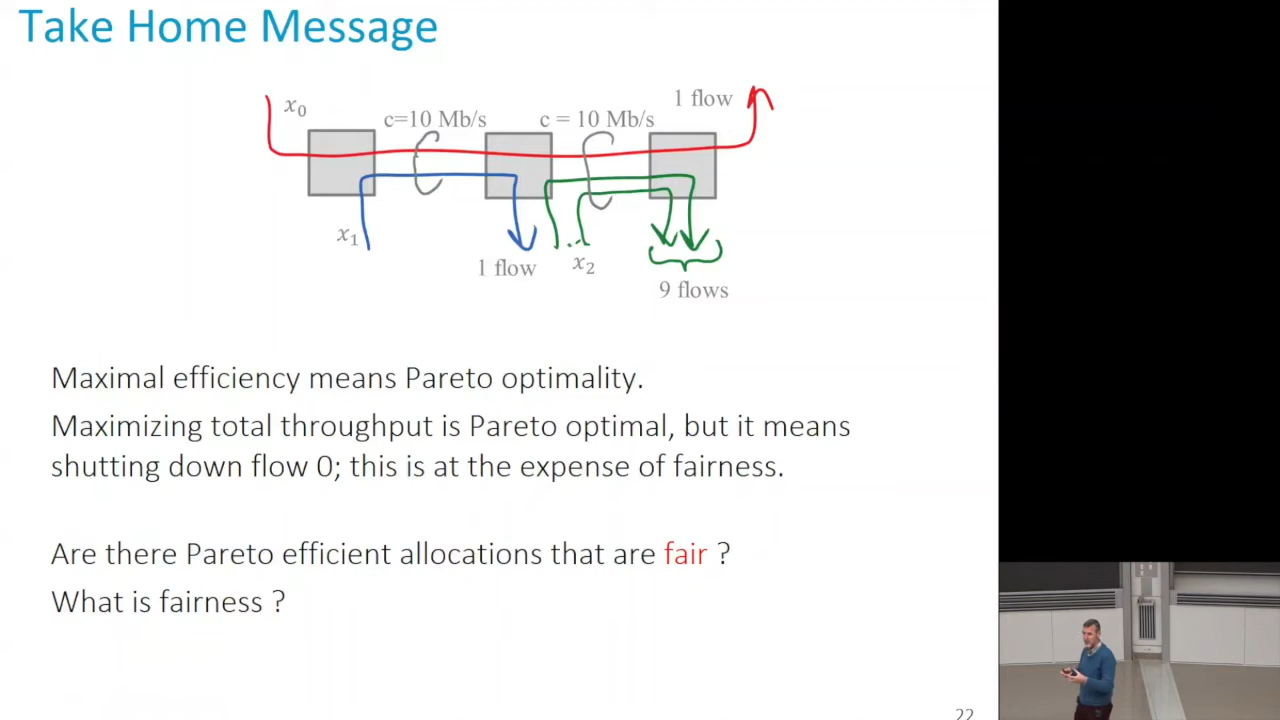 Take Home Message
x₀
c=10 Mb/s
c = 10 Mb/s
1 flow
x₁
1 flow
x₂
9 flows
Maximal efficiency means Pareto optimality.
Maximizing total throughput is Pareto optimal, but it means
shutting down flow 0; this is at the expense of fairness.
Are there Pareto efficient allocations that are fair ?
What is fairness ?
22